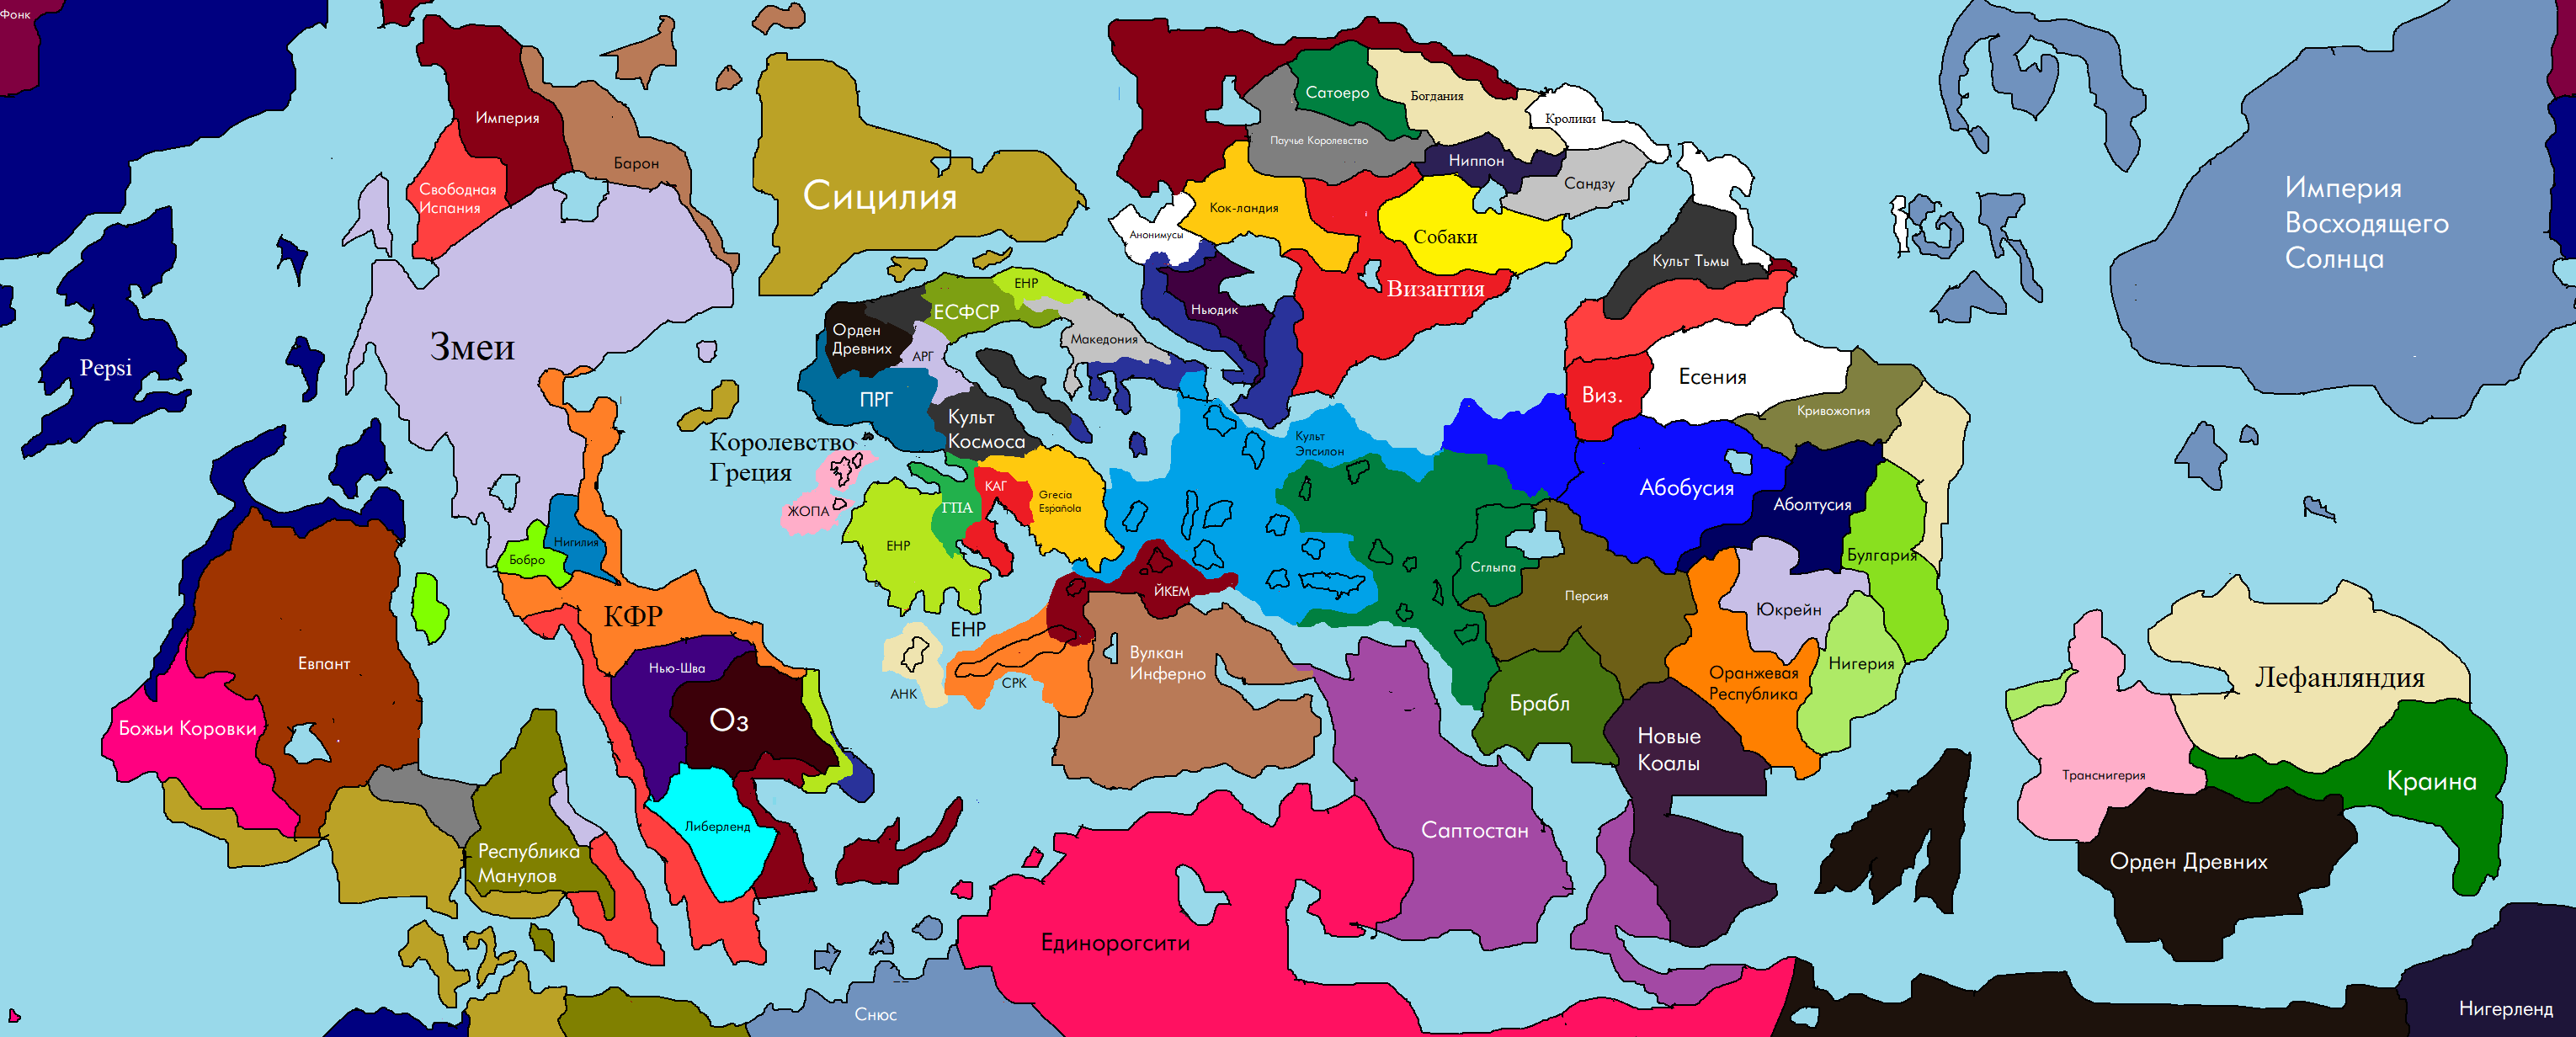 Фонк
Империя
Барон
Свободная
Испания
Сицилия
Сатоеро
Богдания
Кролики
Паучье Королевство
Ниппон
Сандзу
Кок-ландия
Анонимусы
Собаки
Византия
Культ Тьмы
Империя
Восходящего
Солнца
Pepsi
Змеи
ЕНР
ЕСФСР
Орден
Древних
АРГ
Македония
Ньюдик
ПРГ
Культ
Космоса
Королевство
Греция
ЖОПА
ЕНР
ГПА
КАГ
Grecia
Española
Культ
Эпсилон
Виз.
Есения
Кривожопия
Абобусия
Аболтусия
Булгария
Нигилия
Бобро
КФР
Нью-Шва
Оз
Либерленд
Евпант
Божьи Коровки
Республика
Манулов
ЕНР
АНК
СРК
ЙКЕМ
Вулкан
Инферно
Сглыпа
Персия
Юкрейн
Нигерия
Оранжевая
Республика
Брабл
Новые
Коалы
Саптостан
Единорогсити
Снюс
Лефанляндия
Транснигерия
Краина
Орден Древних
Нигерленд